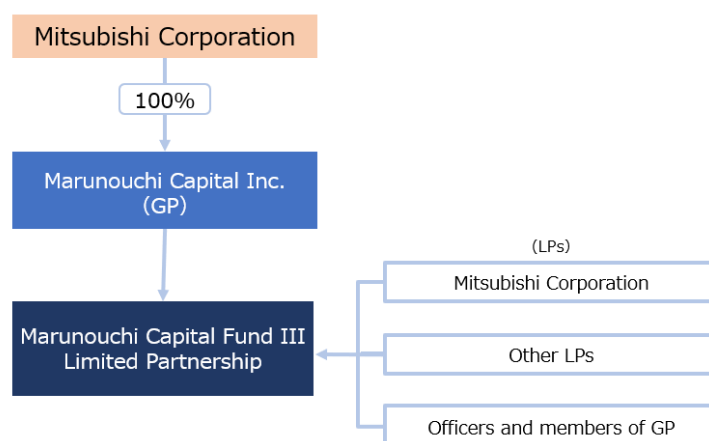 Mitsubishi Corporation
100%
Marunouchi Capital Inc.
(GP)
Marunouchi Capital Fund III
Limited Partnership
(LPs)
Mitsubishi Corporation
Other LPs
Officers and members of GP